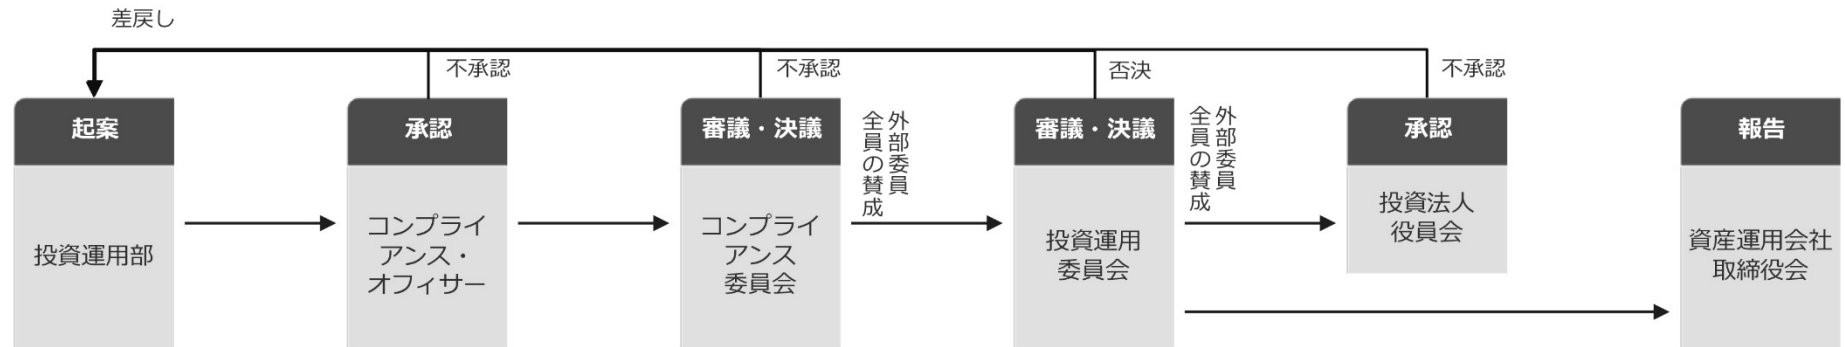 差戻し
不承認
不承認
否決
不承認
起案
承認
審議・決議
外部委員
全員の賛成
審議・決議
外部委員
全員の賛成
承認
報告
投資運用部
コンプライ
アンス・
オフィサー
コンプライ
アンス
委員会
投資運用
委員会
投資法人
役員会
資産運用会社
取締役会